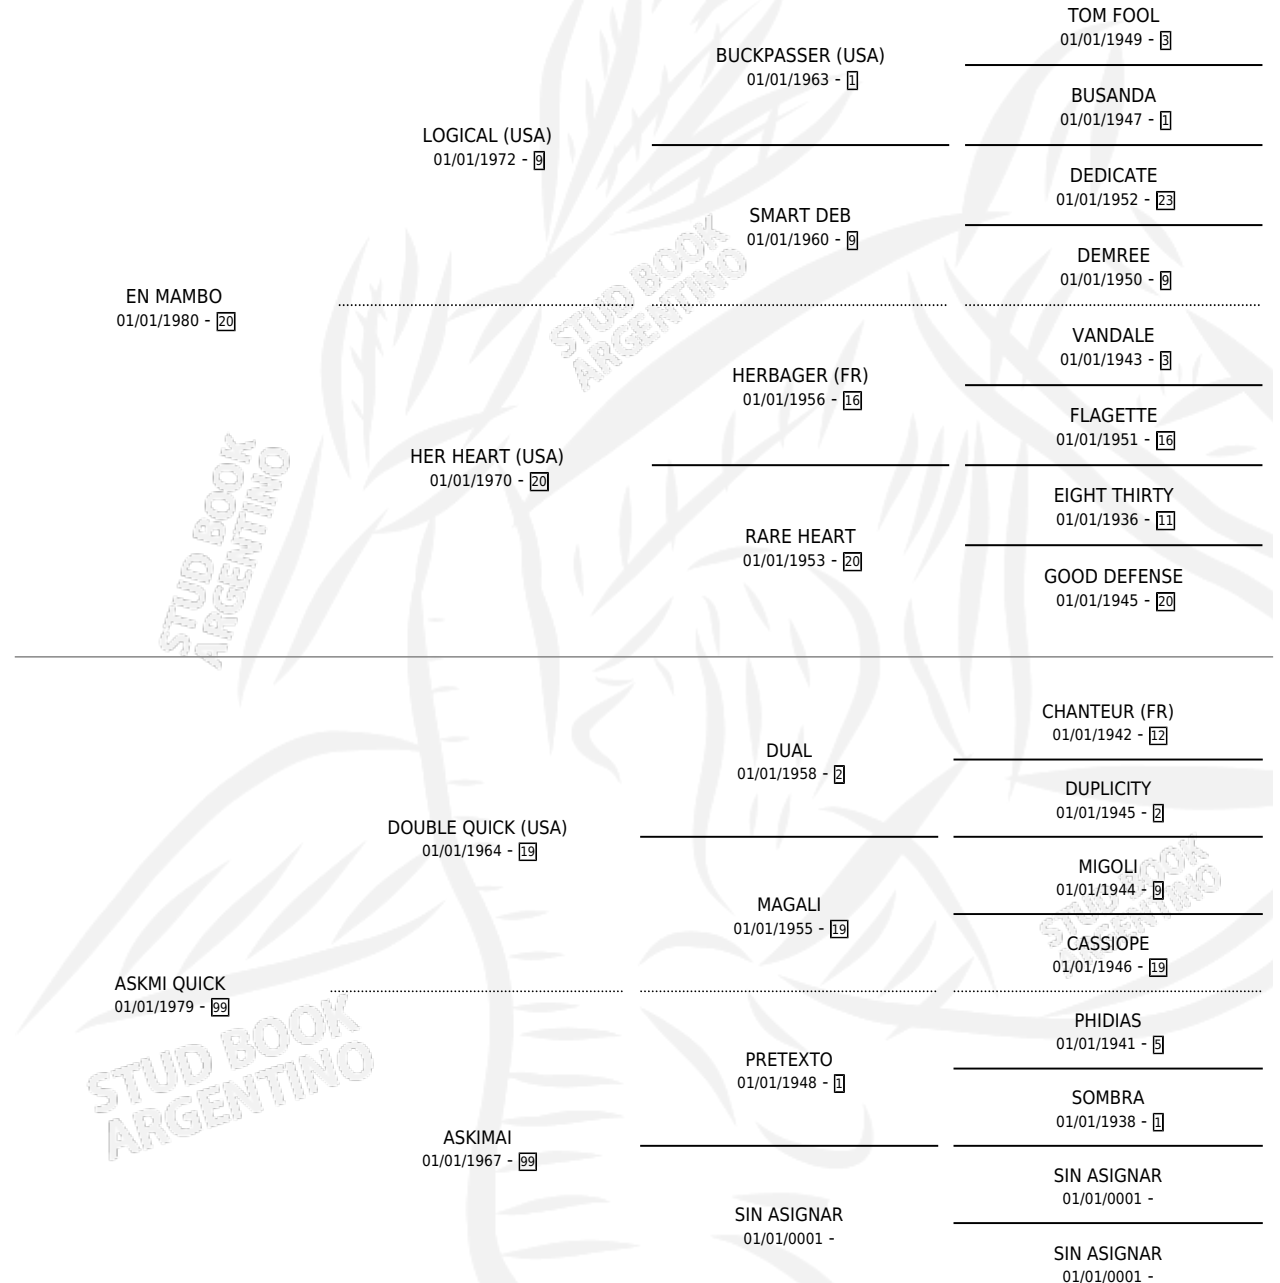 TOM FOOL
01/01/1949 - 3
BUCKPASSER (USA)
01/01/1963 - 1
BUSANDA
01/01/1947 - 1
LOGICAL (USA)
01/01/1972 - 9
DEDICATE
01/01/1952 - 23
SMART DEB
01/01/1960 - 9
DEMREE
01/01/1950 - 9
EN MAMBO
01/01/1980 - 20
VANDALE
01/01/1943 - 3
HERBAGER (FR)
01/01/1956 - 16
FLAGETTE
01/01/1951 - 16
HER HEART (USA)
01/01/1970 - 20
EIGHT THIRTY
01/01/1936 - 11
RARE HEART
01/01/1953 - 20
GOOD DEFENSE
01/01/1945 - 20
CHANTEUR (FR)
01/01/1942 - 12
DUAL
01/01/1958 - 2
DUPLICITY
01/01/1945 - 2
DOUBLE QUICK (USA)
01/01/1964 - 19
MIGOLI
01/01/1944 - 9
MAGALI
01/01/1955 - 19
CASSIOPE
01/01/1946 - 19
ASKMI QUICK
01/01/1979 - 99
PHIDIAS
01/01/1941 - 5
PRETEXTO
01/01/1948 - 1
SOMBRA
01/01/1938 - 1
ASKIMAI
01/01/1967 - 99
SIN ASIGNAR
01/01/0001 -
SIN ASIGNAR
01/01/0001 -
SIN ASIGNAR
01/01/0001 -
STUD BOOK
ARGENTINO
STUD BOOK
ARGENTINO
STUD BOOK
ARGENTINO
STUD BOOK
ARGENTINO